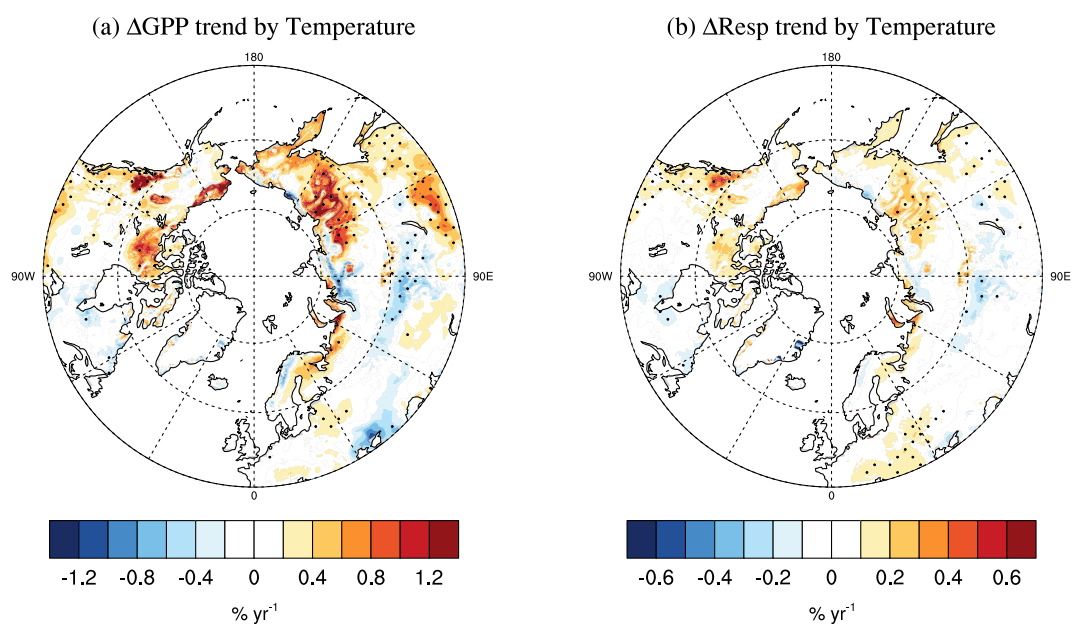 (a) ΔGPP trend by Temperature
(b) ΔResp trend by Temperature
180
180
90W
90E
90W
90E
0
0
-1.2 -0.8 -0.4 0 0.4 0.8 1.2
-0.6 -0.4 -0.2 0 0.2 0.4 0.6
% yr⁻¹
% yr⁻¹